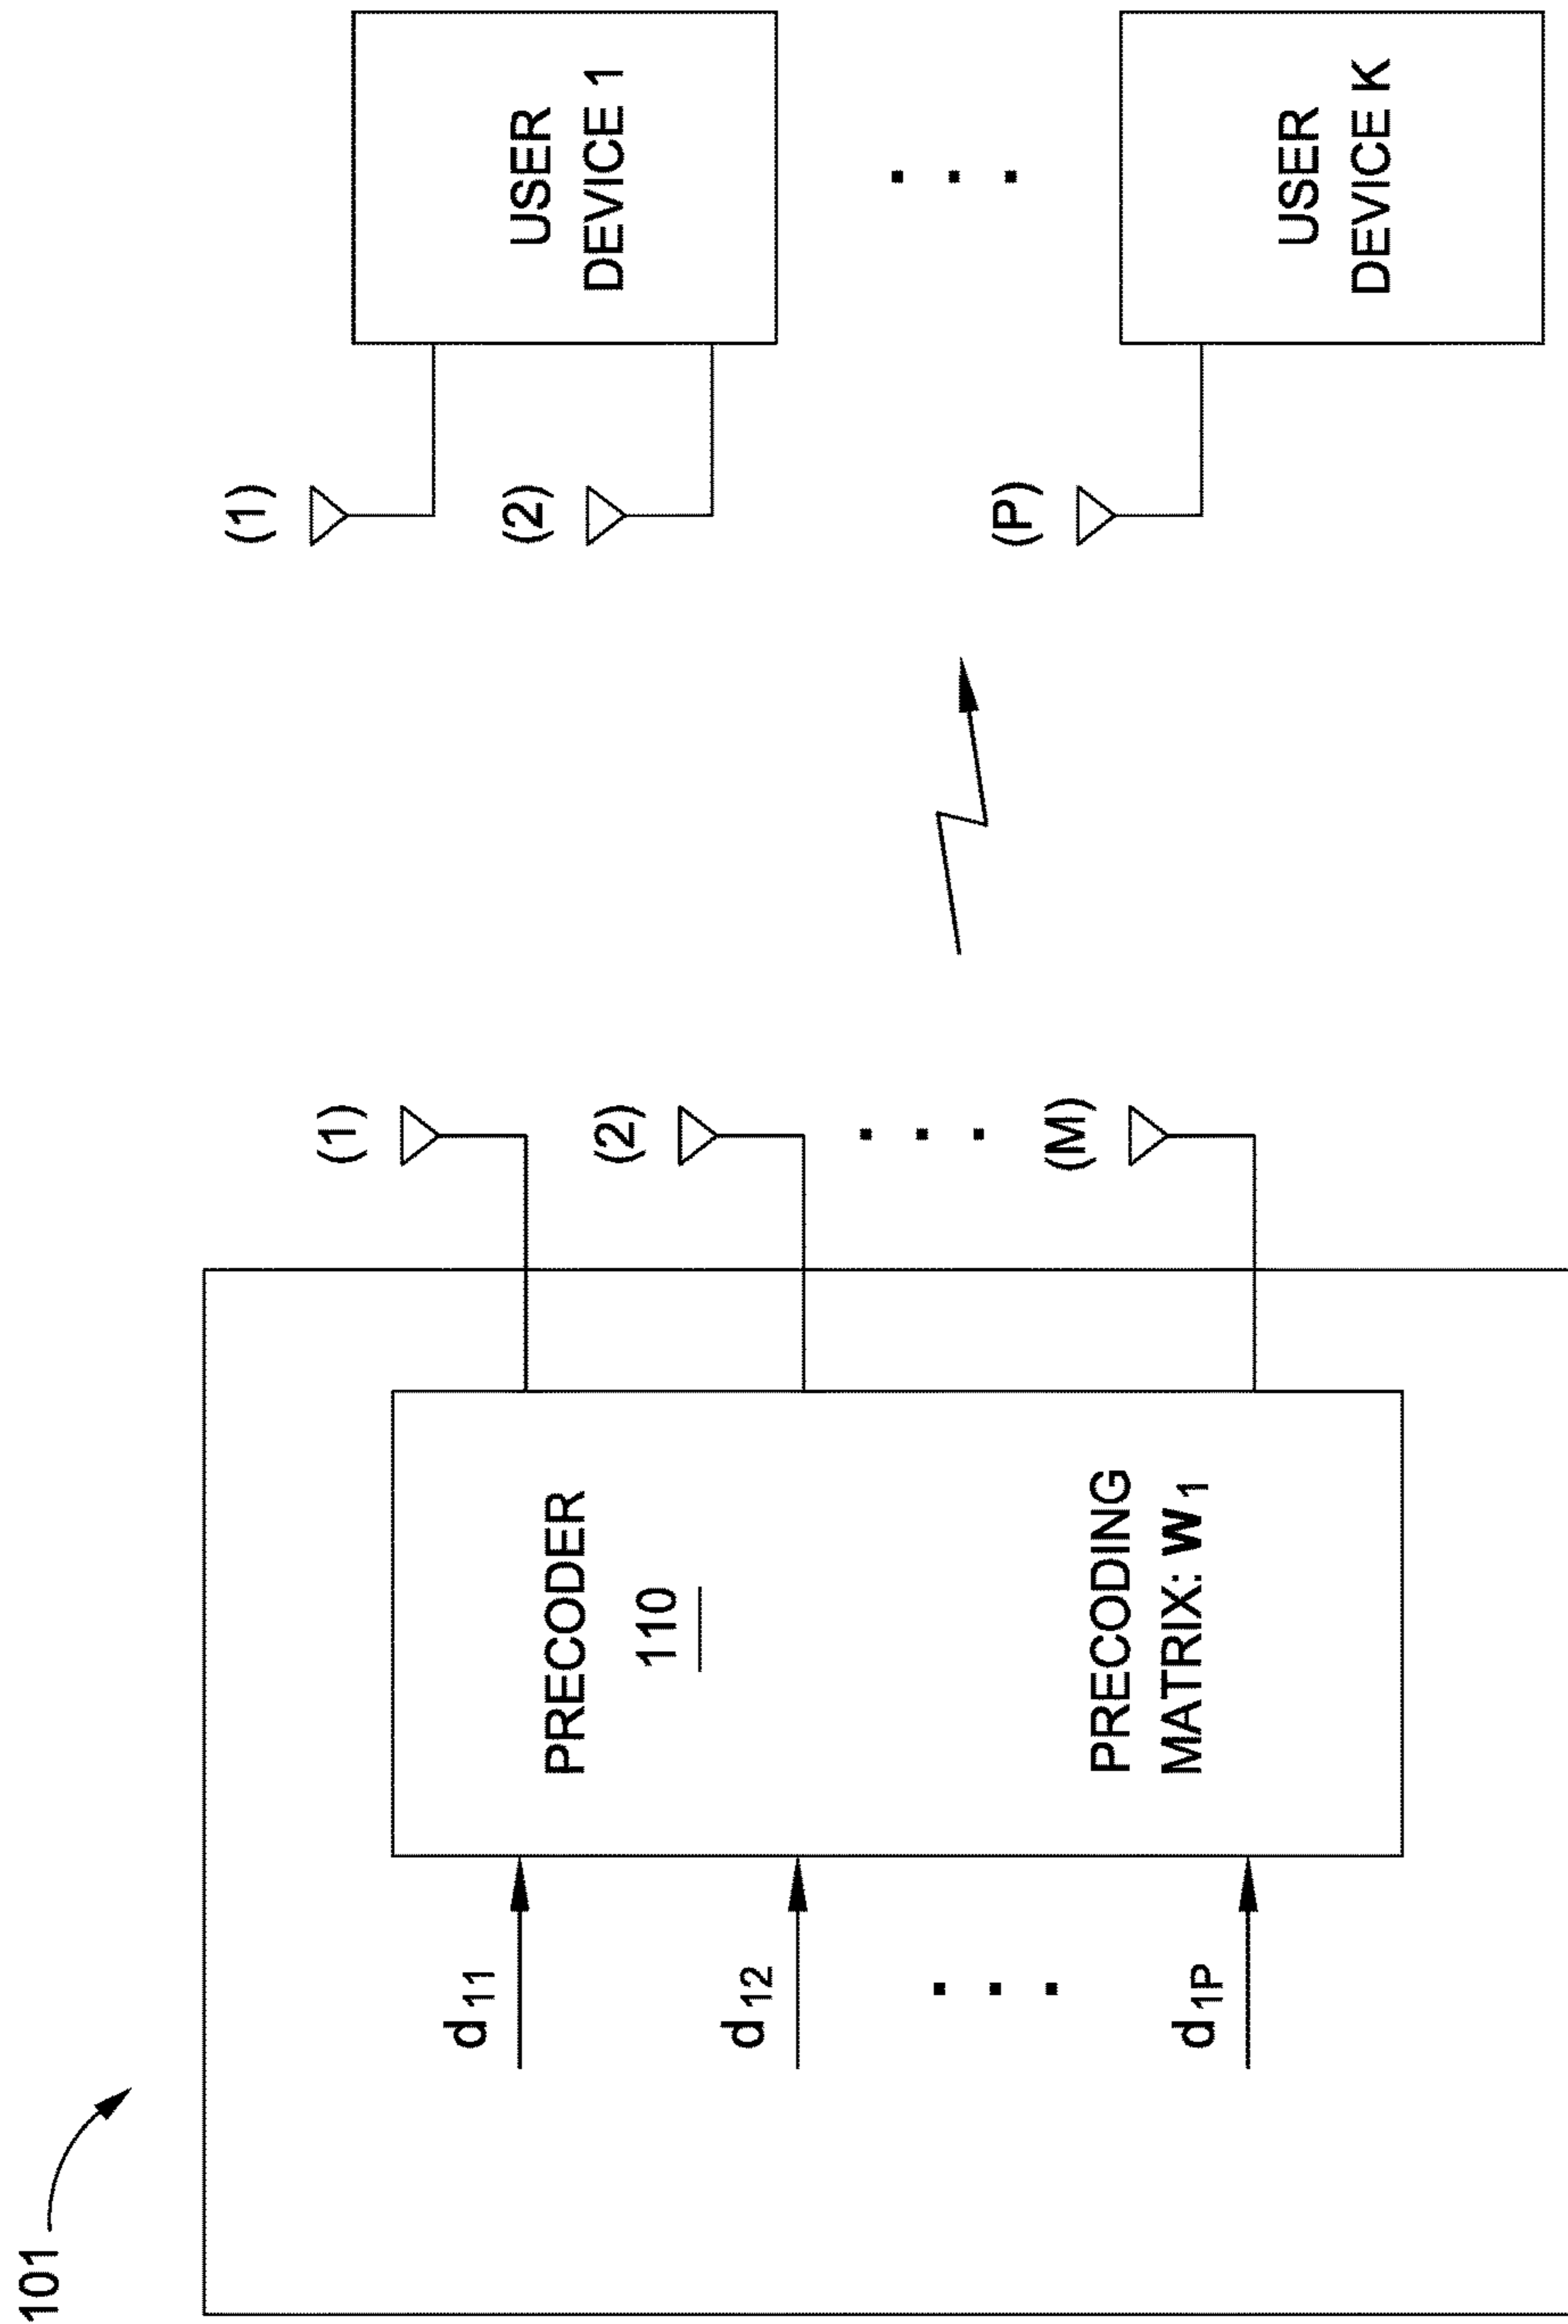 101
d11
d12
d1P
PRECODER
110
PRECODING
MATRIX: W1
(1)
(2)
(M)
(1)
(2)
(P)
USER
DEVICE 1
USER
DEVICE K